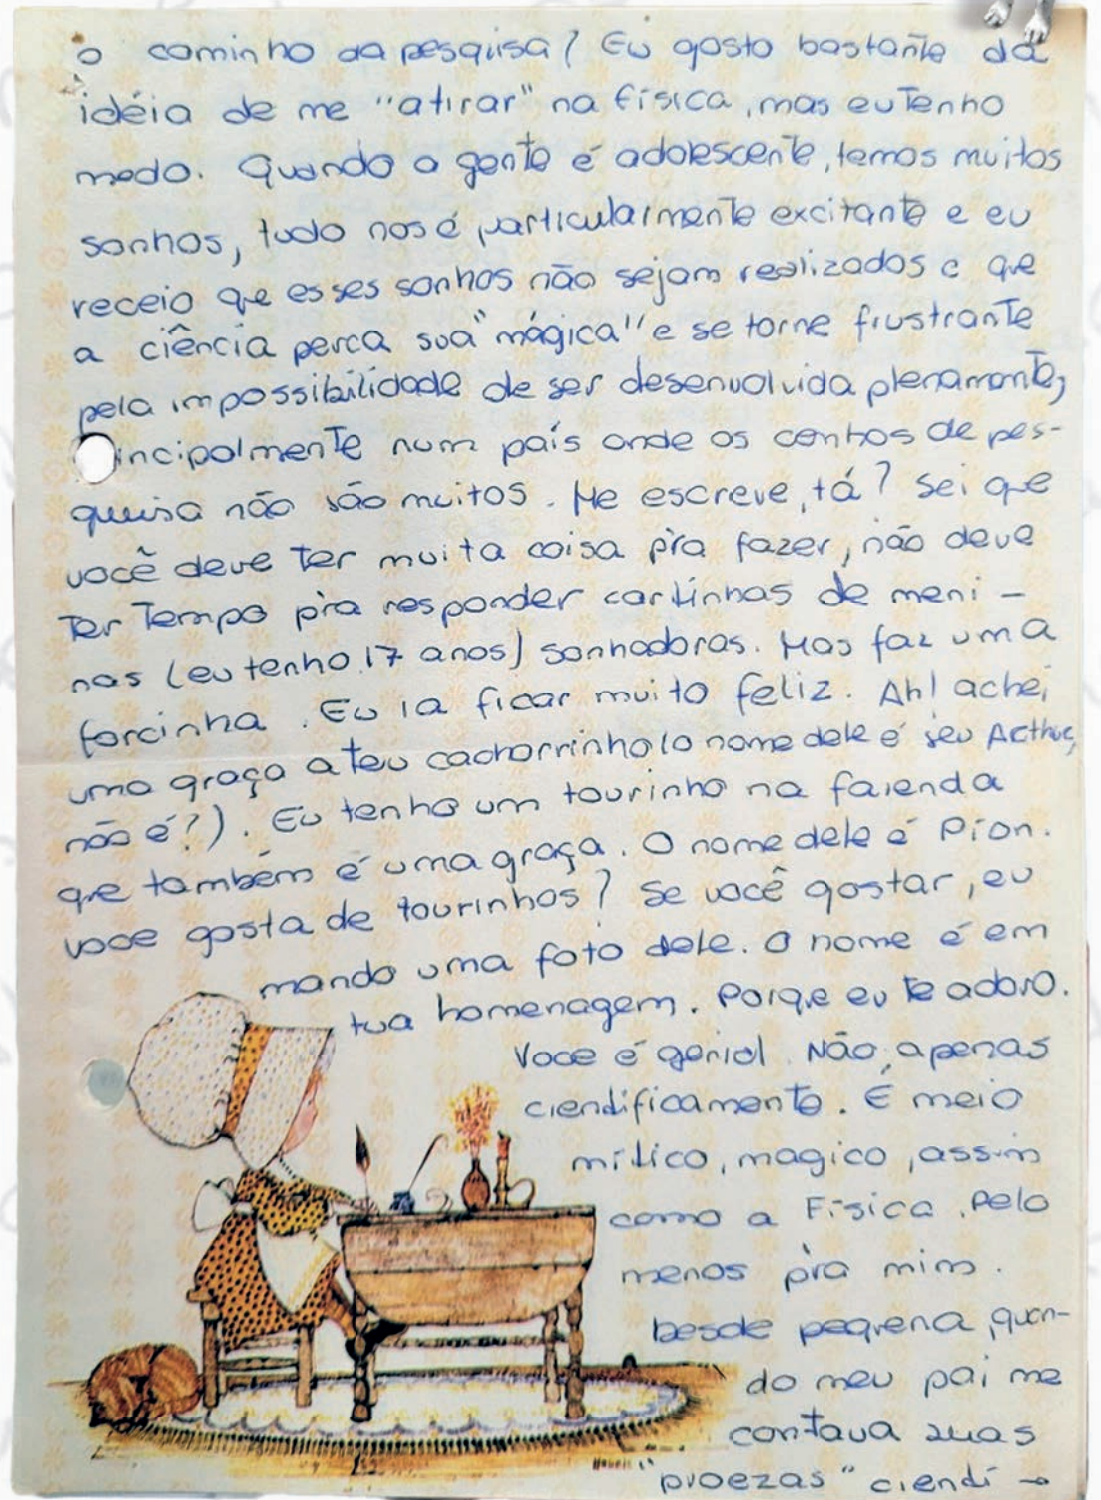 o caminho da pesquisa? Eu gosto bastante da
idéia de me "atirar" na física, mas eu tenho
medo. Quando a gente é adolescente, temos muitos
sonhos, tudo nos é particularmente excitante e eu
receio que esses sonhos não sejam realizados e que
a ciência perca sua "mágica" e se torne frustrante
pela impossibilidade de ser desenvolvida plenamente,
incipalmente num país onde os centros de pes-
quisa não são muitos. Me escreve, tá? Sei que
você deve ter muita coisa pra fazer, não deve
ter tempo pra responder cartinhas de meni-
nas (eu tenho 17 anos) sonhadoras. Mas faz uma
forcinha. Eu ia ficar muito feliz. Ah! achei
uma graça o teu cachorrinho (o nome dele é seu Arthur,
não é?). Eu tenho um tourinho na faienda
que também é uma graça. O nome dele é Píon.
voce gosta de tourinhos? Se você gostar, eu
mando uma foto dele. O nome é em
tua homenagem. Porque eu te adoro.
Voce é genial. Não, apenas
cientificamente. É meio
mítico, magico, assim
como a Física. Pelo
menos pra mim.
Desde pequena, quan-
do meu pai me
contava suas
"proezas" cientí →